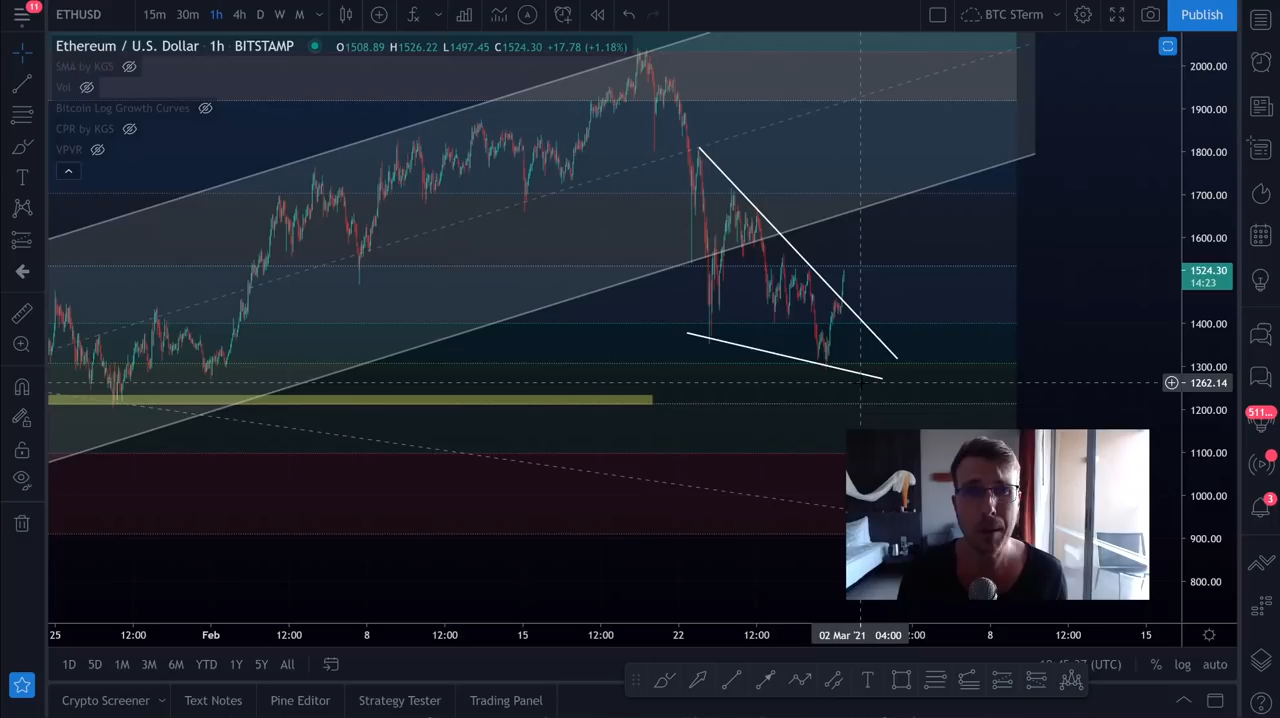 11
ETHUSD
15m 30m 1h 4h D W M
BTC STerm
Publish
Ethereum / U.S. Dollar · 1h · BITSTAMP
O1508.89 H1526.22 L1497.45 C1524.30 +17.78 (+1.18%)
SMA by KGS
Vol
Bitcoin Log Growth Curves
CPR by KGS
VPVR
2000.00
1900.00
1800.00
1700.00
1600.00
1524.30
14:23
1400.00
1300.00
1262.14
1200.00
1100.00
1000.00
900.00
800.00
511...
3
25 12:00 Feb 12:00 8 12:00 15 12:00 22 12:00 02 Mar '21 04:00 2:00 8 12:00 15
1D 5D 1M 3M 6M YTD 1Y 5Y All
(UTC) % log auto
Crypto Screener Text Notes Pine Editor Strategy Tester Trading Panel